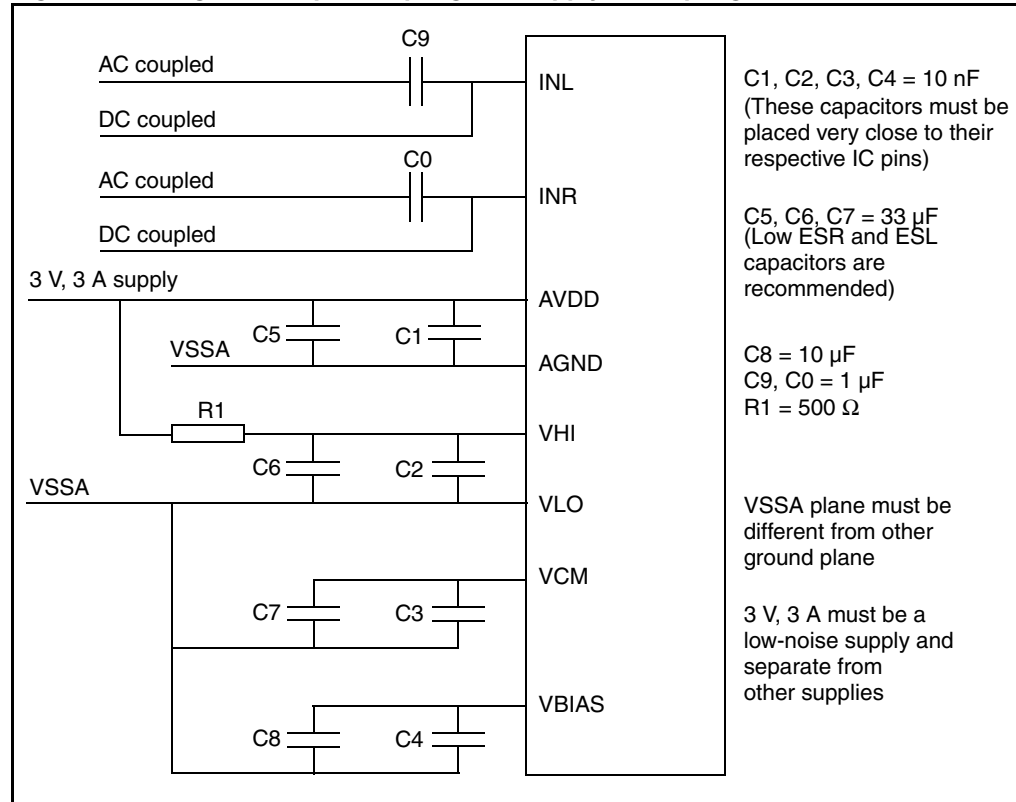 C9
AC coupled
INL
DC coupled
C0
AC coupled
INR
DC coupled
3 V, 3 A supply
AVDD
C5
C1
VSSA
AGND
R1
VHI
C6
C2
VSSA
VLO
VCM
C7
C3
VBIAS
C8
C4
C1, C2, C3, C4 = 10 nF
(These capacitors must be
placed very close to their
respective IC pins)
C5, C6, C7 = 33 µF
(Low ESR and ESL
capacitors are
recommended)
C8 = 10 µF
C9, C0 = 1 µF
R1 = 500 Ω
VSSA plane must be
different from other
ground plane
3 V, 3 A must be a
low-noise supply and
separate from
other supplies